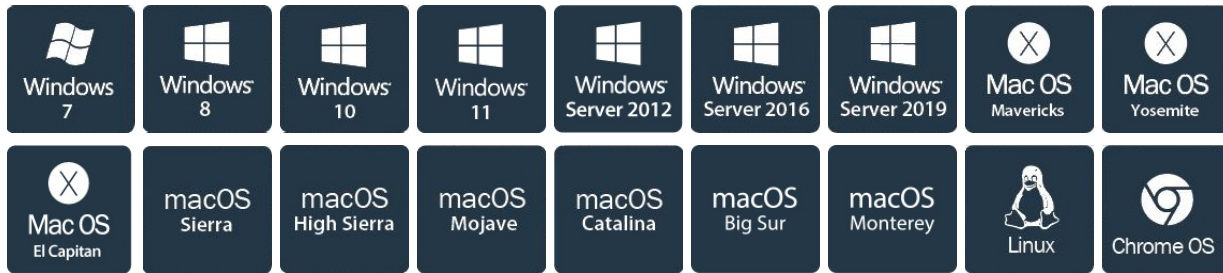 Windows
7
Windows
8
Windows
10
Windows
11
Windows
Server 2012
Windows
Server 2016
Windows
Server 2019
X
Mac OS
Mavericks
X
Mac OS
Yosemite
X
Mac OS
El Capitan
macOS
Sierra
macOS
High Sierra
macOS
Mojave
macOS
Catalina
macOS
Big Sur
macOS
Monterey
Linux
Chrome OS